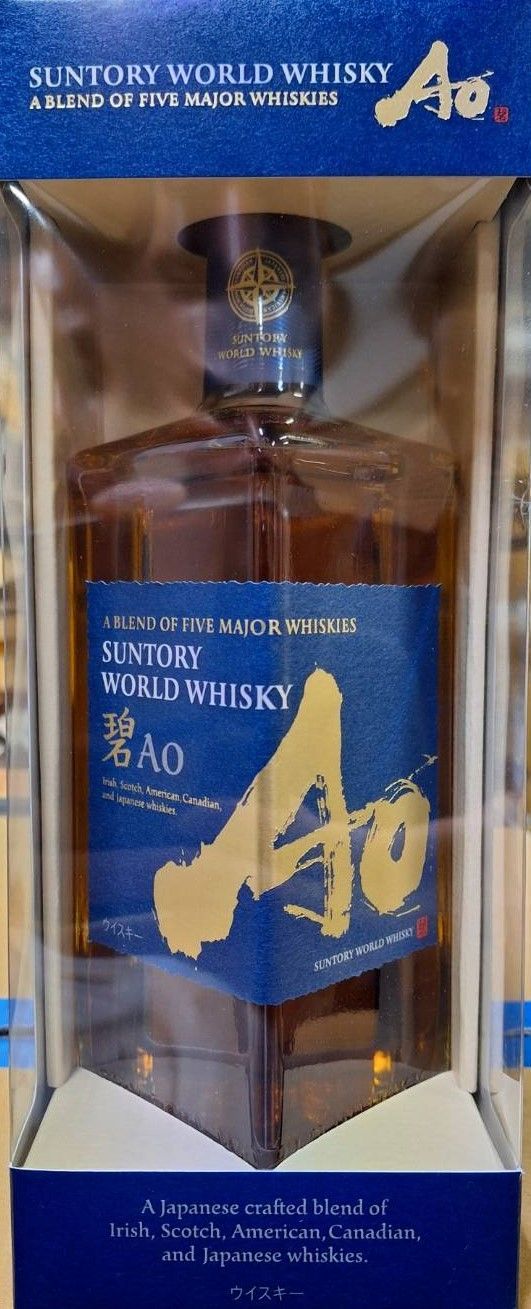 SUNTORY WORLD WHISKY
A BLEND OF FIVE MAJOR WHISKIES
Ao
SUNTORY
WORLD WHISKY
A BLEND OF FIVE MAJOR WHISKIES
SUNTORY
WORLD WHISKY
碧 AO
Irish, Scotch, American, Canadian,
and Japanese whiskies.
Ao
ウイスキー
SUNTORY WORLD WHISKY
A Japanese crafted blend of
Irish, Scotch, American, Canadian,
and Japanese whiskies.
ウイスキー